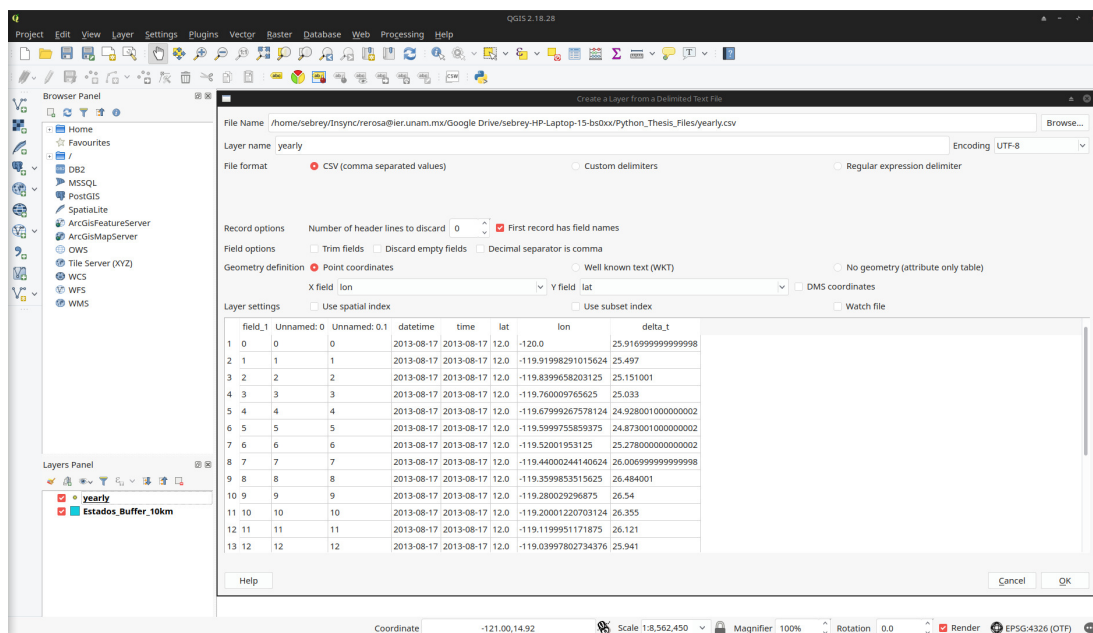 QGIS 2.18.28
Project Edit View Layer Settings Plugins Vector Raster Database Web Processing Help
Browser Panel
Home
Favourites
/
DB2
MSSQL
PostGIS
SpatiaLite
ArcGisFeatureServer
ArcGisMapServer
OWS
Tile Server (XYZ)
WCS
WFS
WMS
Layers Panel
yearly
Estados_Buffer_10km
Create a Layer from a Delimited Text File
File Name /home/sebrey/Insync/rerosa@ier.unam.mx/Google Drive/sebrey-HP-Laptop-15-bs0xx/Python_Thesis_Files/yearly.csv Browse...
Layer name yearly Encoding UTF-8
File format CSV (comma separated values) Custom delimiters Regular expression delimiter
Record options Number of header lines to discard 0 First record has field names
Field options Trim fields Discard empty fields Decimal separator is comma
Geometry definition Point coordinates Well known text (WKT) No geometry (attribute only table)
X field lon Y field lat DMS coordinates
Layer settings Use spatial index Use subset index Watch file
field_1 Unnamed: 0 Unnamed: 0.1 datetime time lat lon delta_t
1 0 0 0 2013-08-17 2013-08-17 12.0 -120.0 25.916999999999998
2 1 1 1 2013-08-17 2013-08-17 12.0 -119.91998291015624 25.497
3 2 2 2 2013-08-17 2013-08-17 12.0 -119.8399658203125 25.151001
4 3 3 3 2013-08-17 2013-08-17 12.0 -119.760009765625 25.033
5 4 4 4 2013-08-17 2013-08-17 12.0 -119.67999267578124 24.928001000000002
6 5 5 5 2013-08-17 2013-08-17 12.0 -119.5999755859375 24.873001000000002
7 6 6 6 2013-08-17 2013-08-17 12.0 -119.52001953125 25.278000000000002
8 7 7 7 2013-08-17 2013-08-17 12.0 -119.44000244140624 26.006999999999998
9 8 8 8 2013-08-17 2013-08-17 12.0 -119.3599853515625 26.484001
10 9 9 9 2013-08-17 2013-08-17 12.0 -119.280029296875 26.54
11 10 10 10 2013-08-17 2013-08-17 12.0 -119.20001220703124 26.355
12 11 11 11 2013-08-17 2013-08-17 12.0 -119.1199951171875 26.121
13 12 12 12 2013-08-17 2013-08-17 12.0 -119.03997802734376 25.941
Help Cancel OK
Coordinate -121.00,14.92 Scale 1:8,562,450 Magnifier 100% Rotation 0.0 Render EPSG:4326 (OTF)